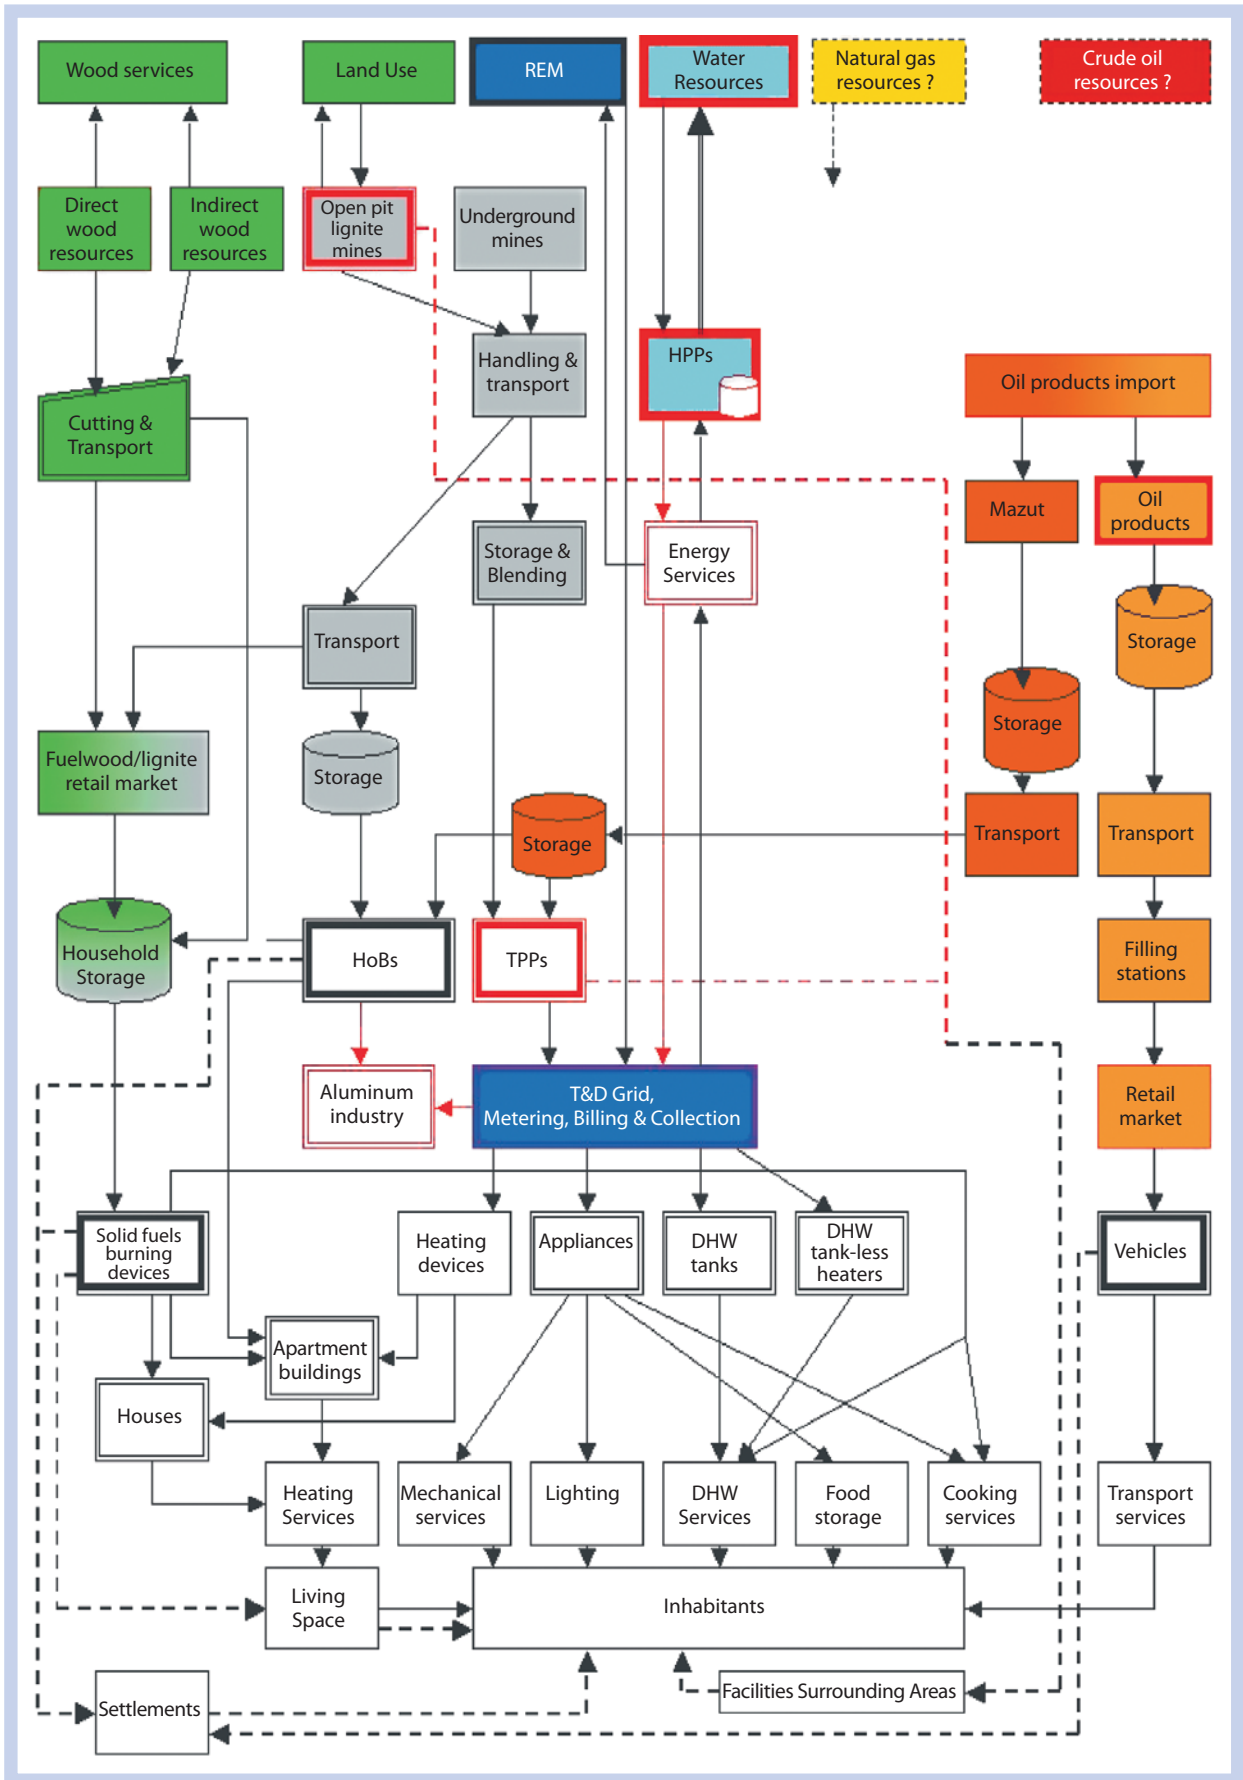 Wood services
Land Use
REM
Water
Resources
Natural gas
resources ?
Crude oil
resources ?
Direct
wood
resources
Indirect
wood
resources
Open pit
lignite
mines
Underground
mines
Handling &
transport
HPPs
Oil products import
Cutting &
Transport
Mazut
Oil
products
Storage &
Blending
Energy
Services
Transport
Storage
Storage
Fuelwood/lignite
retail market
Storage
Storage
Transport
Transport
Household
Storage
HoBs
TPPs
Filling
stations
Aluminum
industry
T&D Grid,
Metering, Billing & Collection
Retail
market
Solid fuels
burning
devices
Heating
devices
Appliances
DHW
tanks
DHW
tank-less
heaters
Vehicles
Apartment
buildings
Houses
Heating
Services
Mechanical
services
Lighting
DHW
Services
Food
storage
Cooking
services
Transport
services
Living
Space
Inhabitants
Settlements
Facilities Surrounding Areas